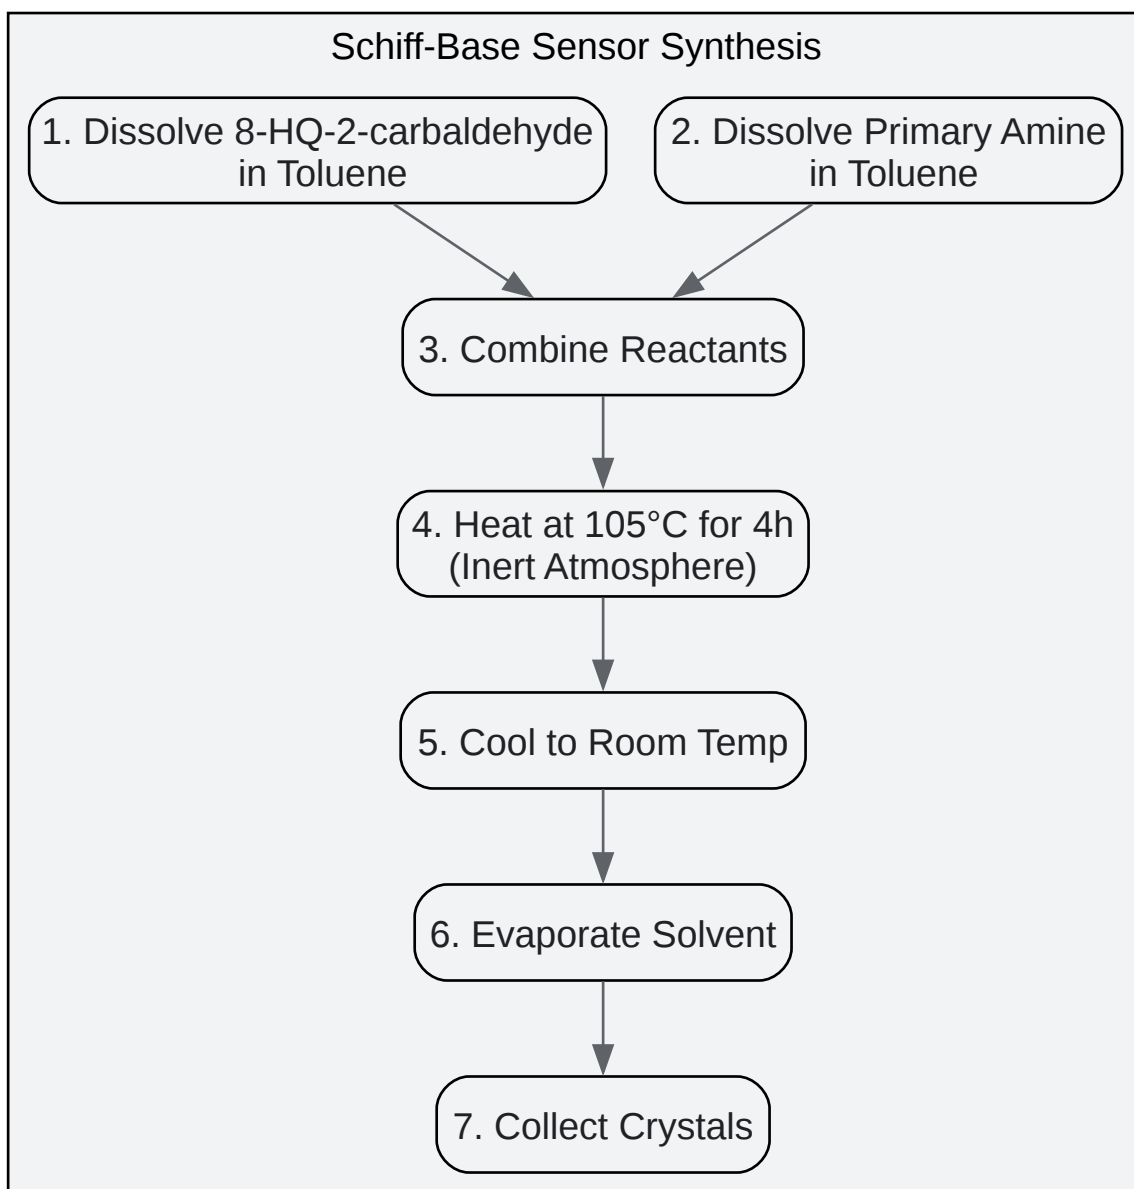 Schiff-Base Sensor Synthesis
1. Dissolve 8-HQ-2-carbaldehyde
in Toluene
2. Dissolve Primary Amine
in Toluene
3. Combine Reactants
4. Heat at 105°C for 4h
(Inert Atmosphere)
5. Cool to Room Temp
6. Evaporate Solvent
7. Collect Crystals